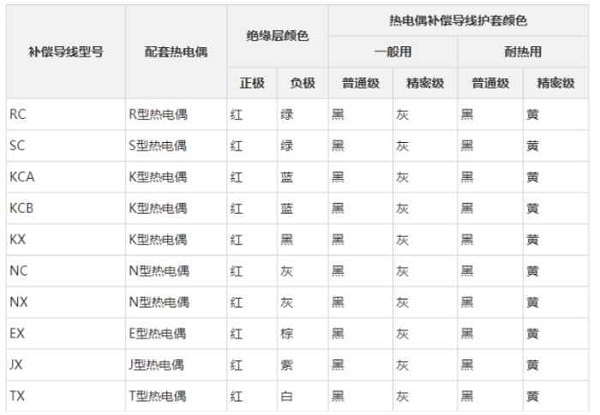 补偿导线型号 配套热电偶 绝缘层颜色 热电偶补偿导线护套颜色
一般用 耐热用
正极 负极 普通级 精密级 普通级 精密级
RC R型热电偶 红 绿 黑 灰 黑 黄
SC S型热电偶 红 绿 黑 灰 黑 黄
KCA K型热电偶 红 蓝 黑 灰 黑 黄
KCB K型热电偶 红 蓝 黑 灰 黑 黄
KX K型热电偶 红 黑 黑 灰 黑 黄
NC N型热电偶 红 灰 黑 灰 黑 黄
NX N型热电偶 红 灰 黑 灰 黑 黄
EX E型热电偶 红 棕 黑 灰 黑 黄
JX J型热电偶 红 紫 黑 灰 黑 黄
TX T型热电偶 红 白 黑 灰 黑 黄